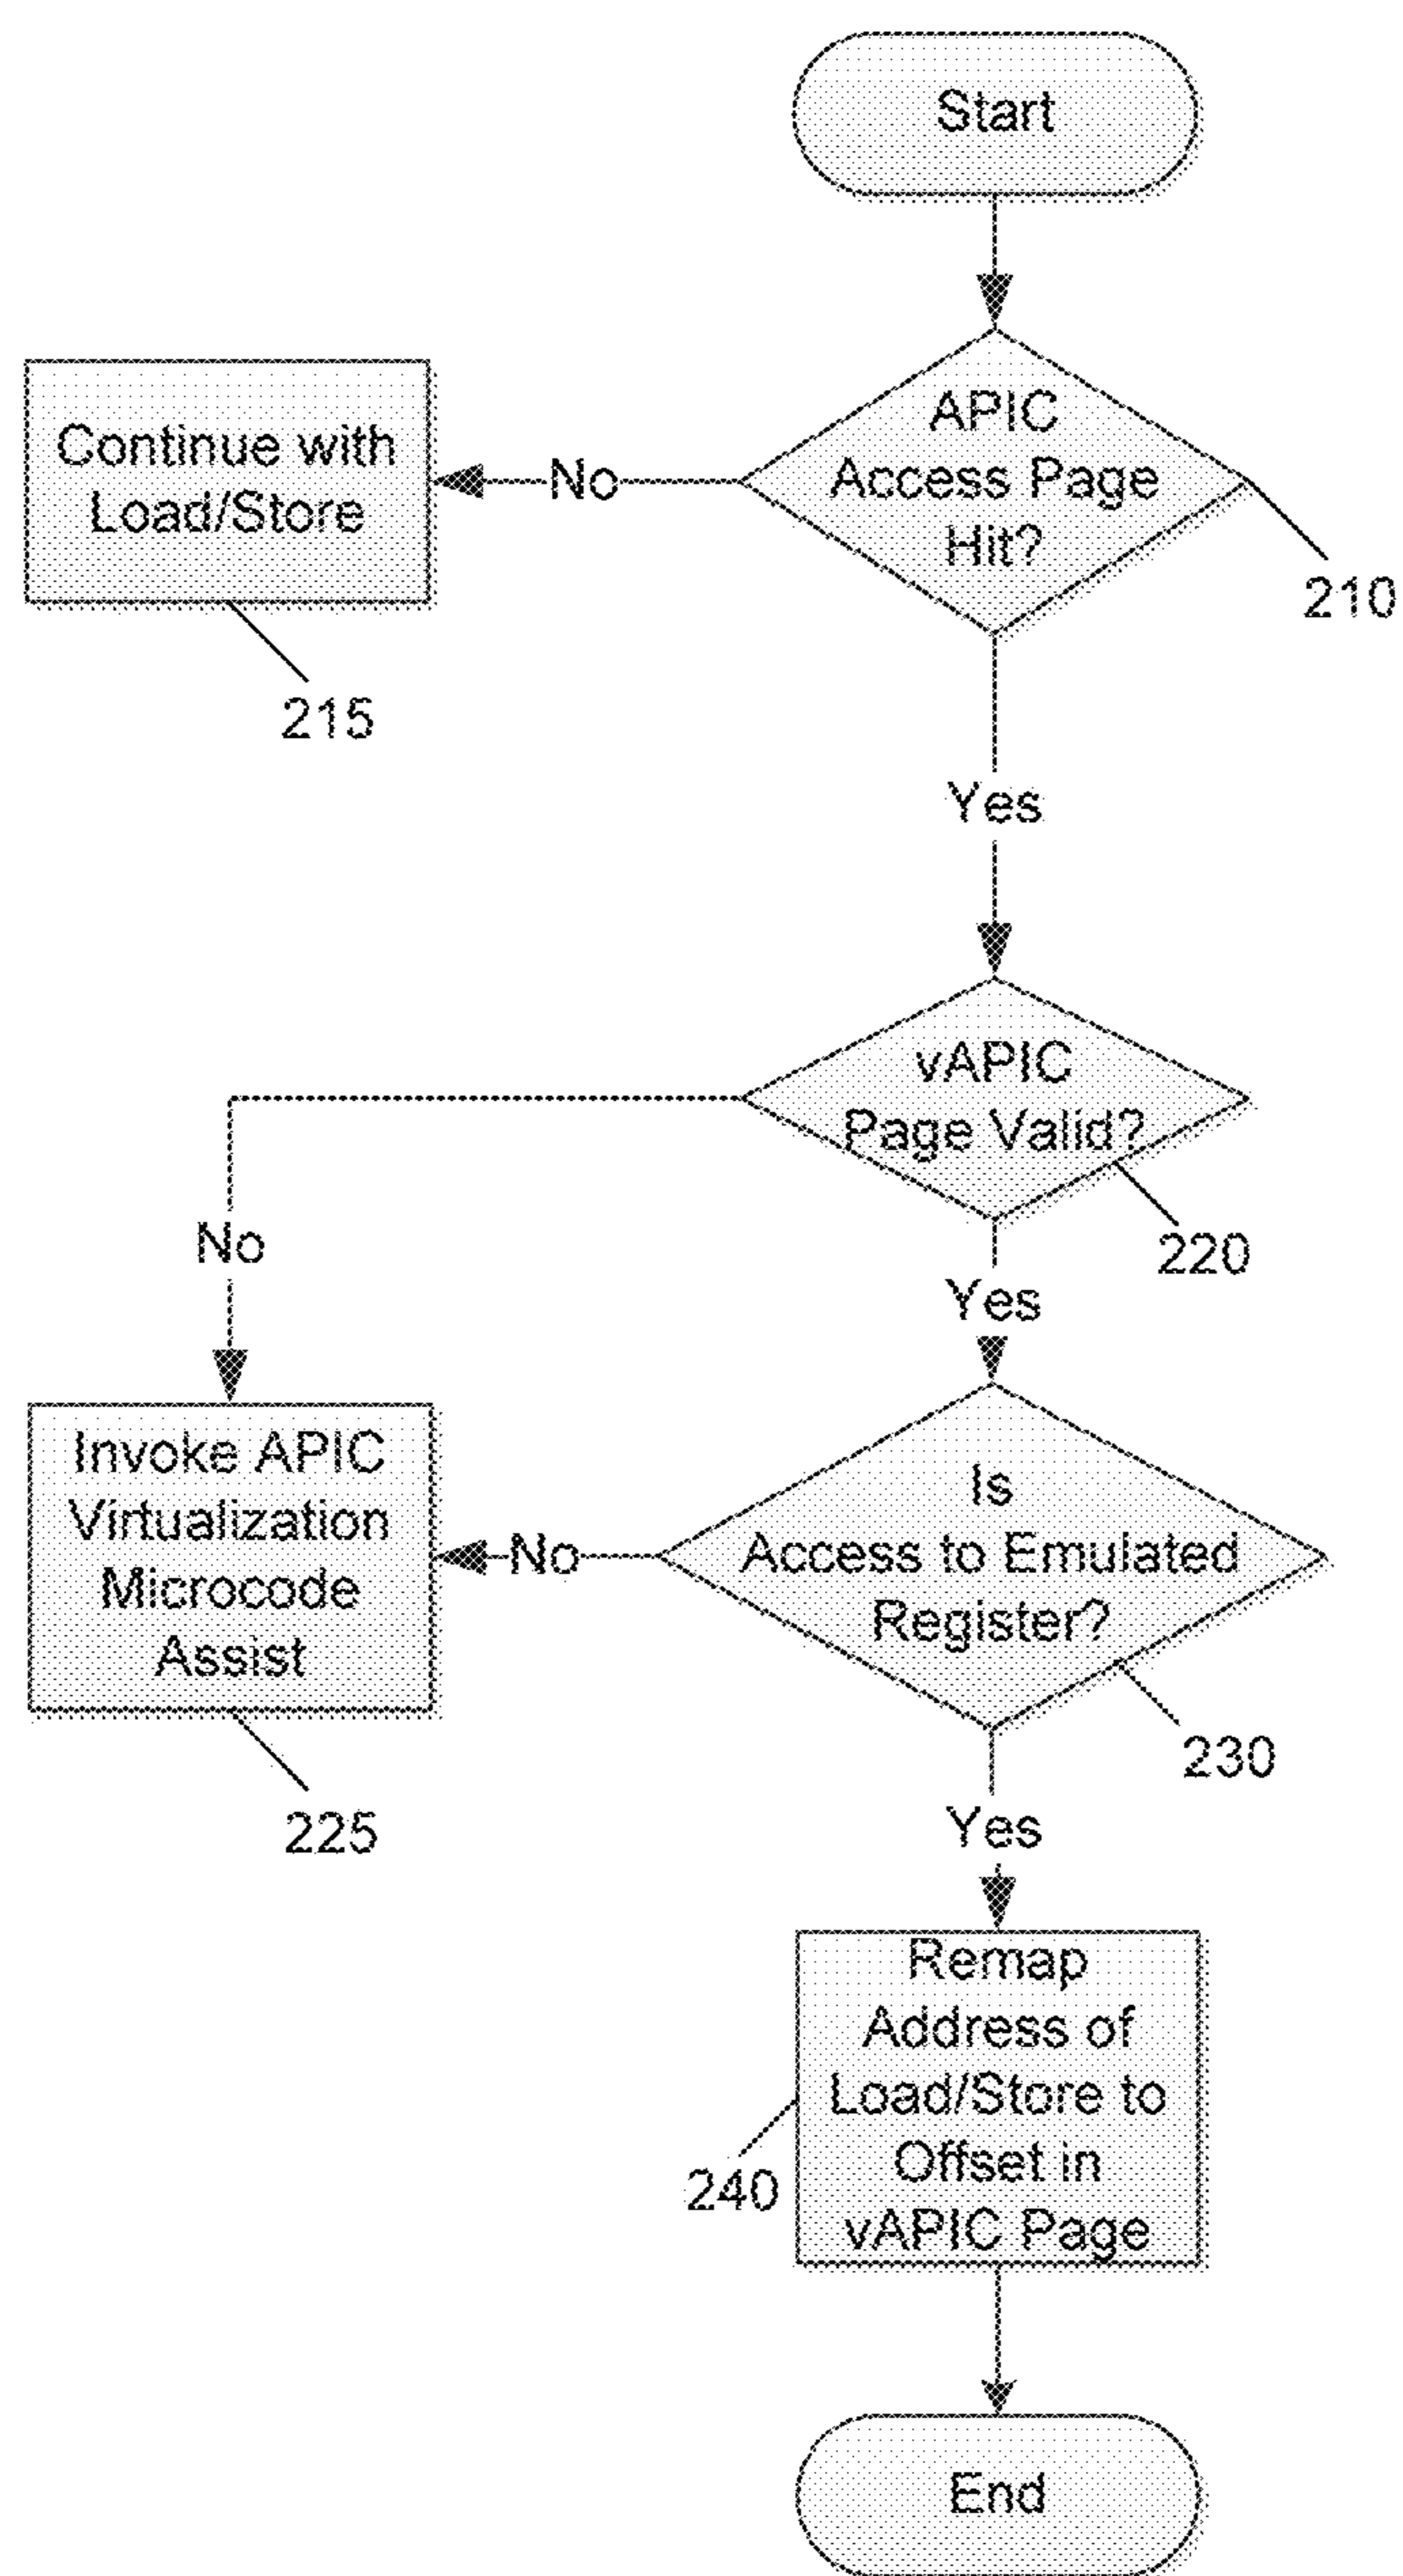 Start
APIC
Access Page
Hit?
210
No
Continue with
Load/Store
215
Yes
vAPIC
Page Valid?
220
No
Yes
Is
Access to Emulated
Register?
230
No
Invoke APIC
Virtualization
Microcode
Assist
225
Yes
Remap
Address of
Load/Store to
Offset in
vAPIC Page
240
End